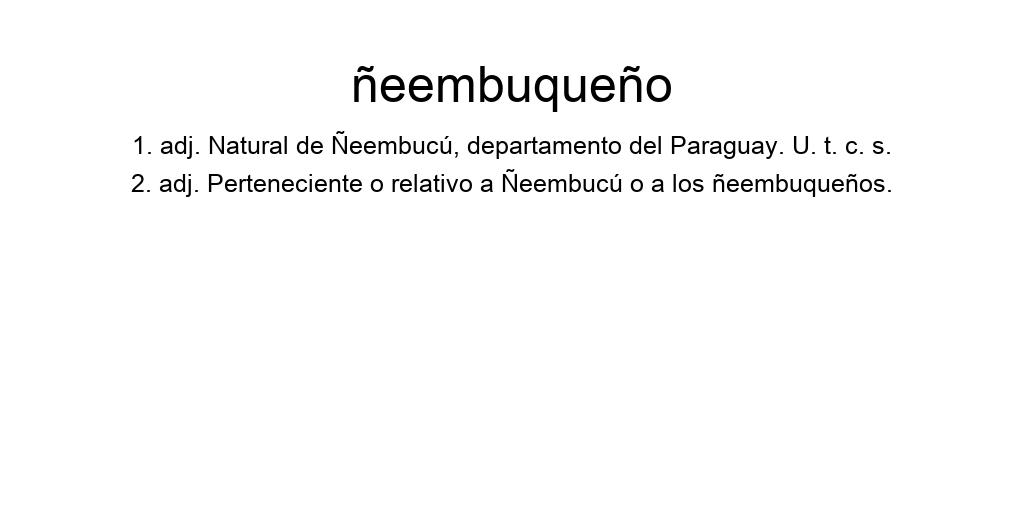 ñeembuqueño
1. adj. Natural de Ñeembucú, departamento del Paraguay. U. t. c. s.
2. adj. Perteneciente o relativo a Ñeembucú o a los ñeembuqueños.